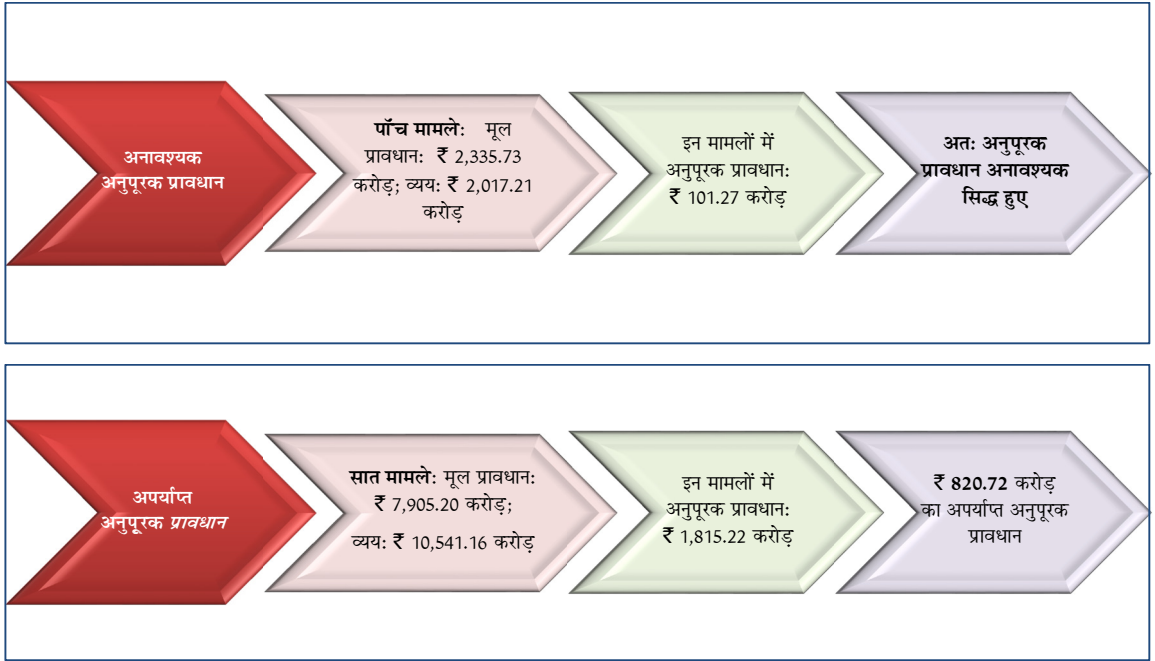 अनावश्यक
अनुपूरक प्रावधान
पॉंच मामले: मूल
प्रावधान: ₹ 2,335.73
करोड़; व्यय: ₹ 2,017.21
करोड़
इन मामलों में
अनुपूरक प्रावधान:
₹ 101.27 करोड़
अत: अनुपूरक
प्रावधान अनावश्यक
सिद्ध हुए
अपर्याप्त
अनुपूरक प्रावधान
सात मामले: मूल प्रावधान:
₹ 7,905.20 करोड़;
व्यय: ₹ 10,541.16 करोड़
इन मामलों में
अनुपूरक प्रावधान:
₹ 1,815.22 करोड़
₹ 820.72 करोड़
का अपर्याप्त अनुपूरक
प्रावधान